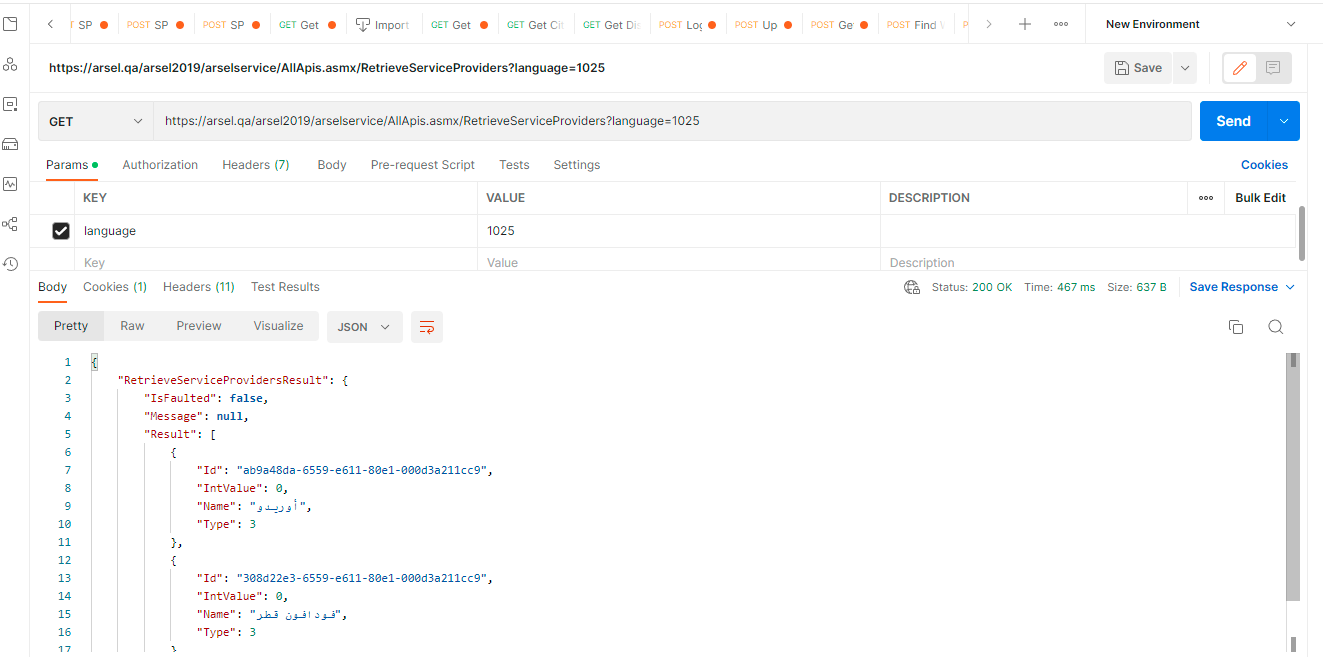 SP
POST SP
POST SP
GET Get
Import
GET Get
GET Get Ci
GET Get Di
POST Lo
POST Up
POST Ge
POST Find
New Environment
https://arsel.qa/arsel2019/arselservice/AllApis.asmx/RetrieveServiceProviders?language=1025
Save
GET
https://arsel.qa/arsel2019/arselservice/AllApis.asmx/RetrieveServiceProviders?language=1025
Send
Params Authorization Headers (7) Body Pre-request Script Tests Settings Cookies
KEY VALUE DESCRIPTION Bulk Edit
language 1025
Key Value Description
Body Cookies (1) Headers (11) Test Results Status: 200 OK Time: 467 ms Size: 637 B Save Response
Pretty Raw Preview Visualize JSON
1 {
2 "RetrieveServiceProvidersResult": {
3 "IsFaulted": false,
4 "Message": null,
5 "Result": [
6 {
7 "Id": "ab9a48da-6559-e611-80e1-000d3a211cc9",
8 "IntValue": 0,
9 "Name": "أوريدو",
10 "Type": 3
11 },
12 {
13 "Id": "308d22e3-6559-e611-80e1-000d3a211cc9",
14 "IntValue": 0,
15 "Name": "فودافون قطر",
16 "Type": 3
17 }